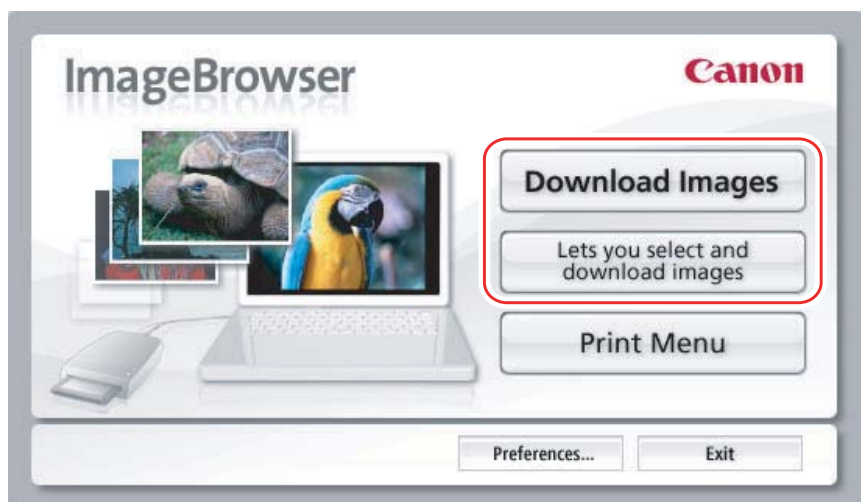 ImageBrowser
Canon
Download Images
Lets you select and
download images
Print Menu
Preferences...
Exit